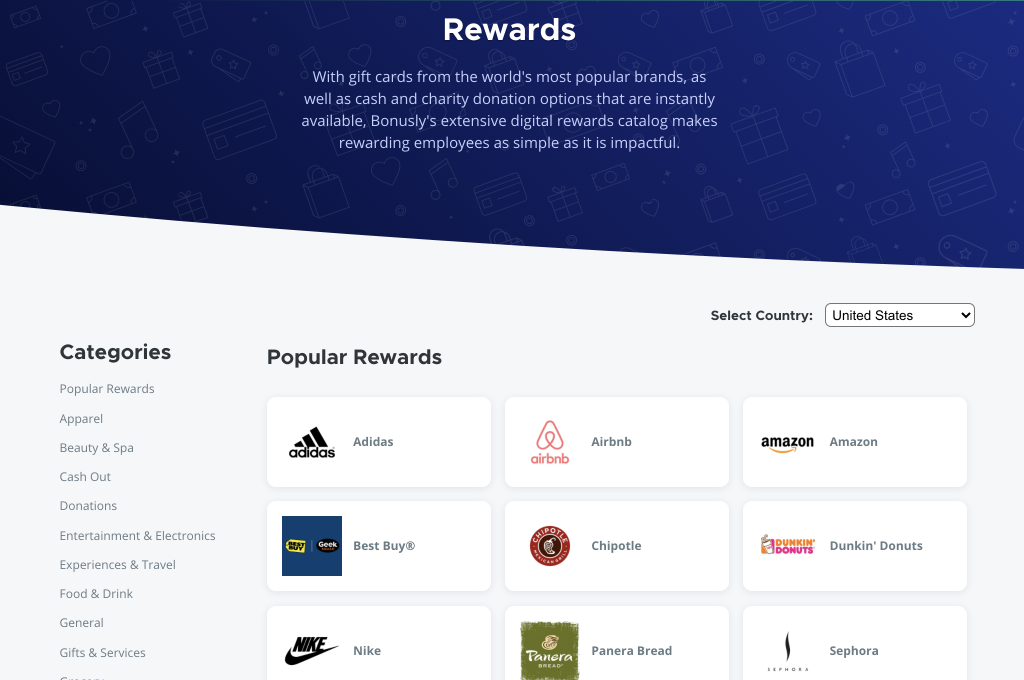 Rewards
With gift cards from the world's most popular brands, as
well as cash and charity donation options that are instantly
available, Bonusly's extensive digital rewards catalog makes
rewarding employees as simple as it is impactful.
Select Country:
United States
Categories
Popular Rewards
Apparel
Beauty & Spa
Cash Out
Donations
Entertainment & Electronics
Experiences & Travel
Food & Drink
General
Gifts & Services
Popular Rewards
adidas
Adidas
airbnb
Airbnb
amazon
Amazon
BEST BUY
Geek
Best Buy®
CHIPOTLE
MEXICAN GRILL
Chipotle
DUNKIN'
DONUTS
Dunkin' Donuts
NIKE
Nike
Panera
BREAD®
Panera Bread
SEPHORA
Sephora